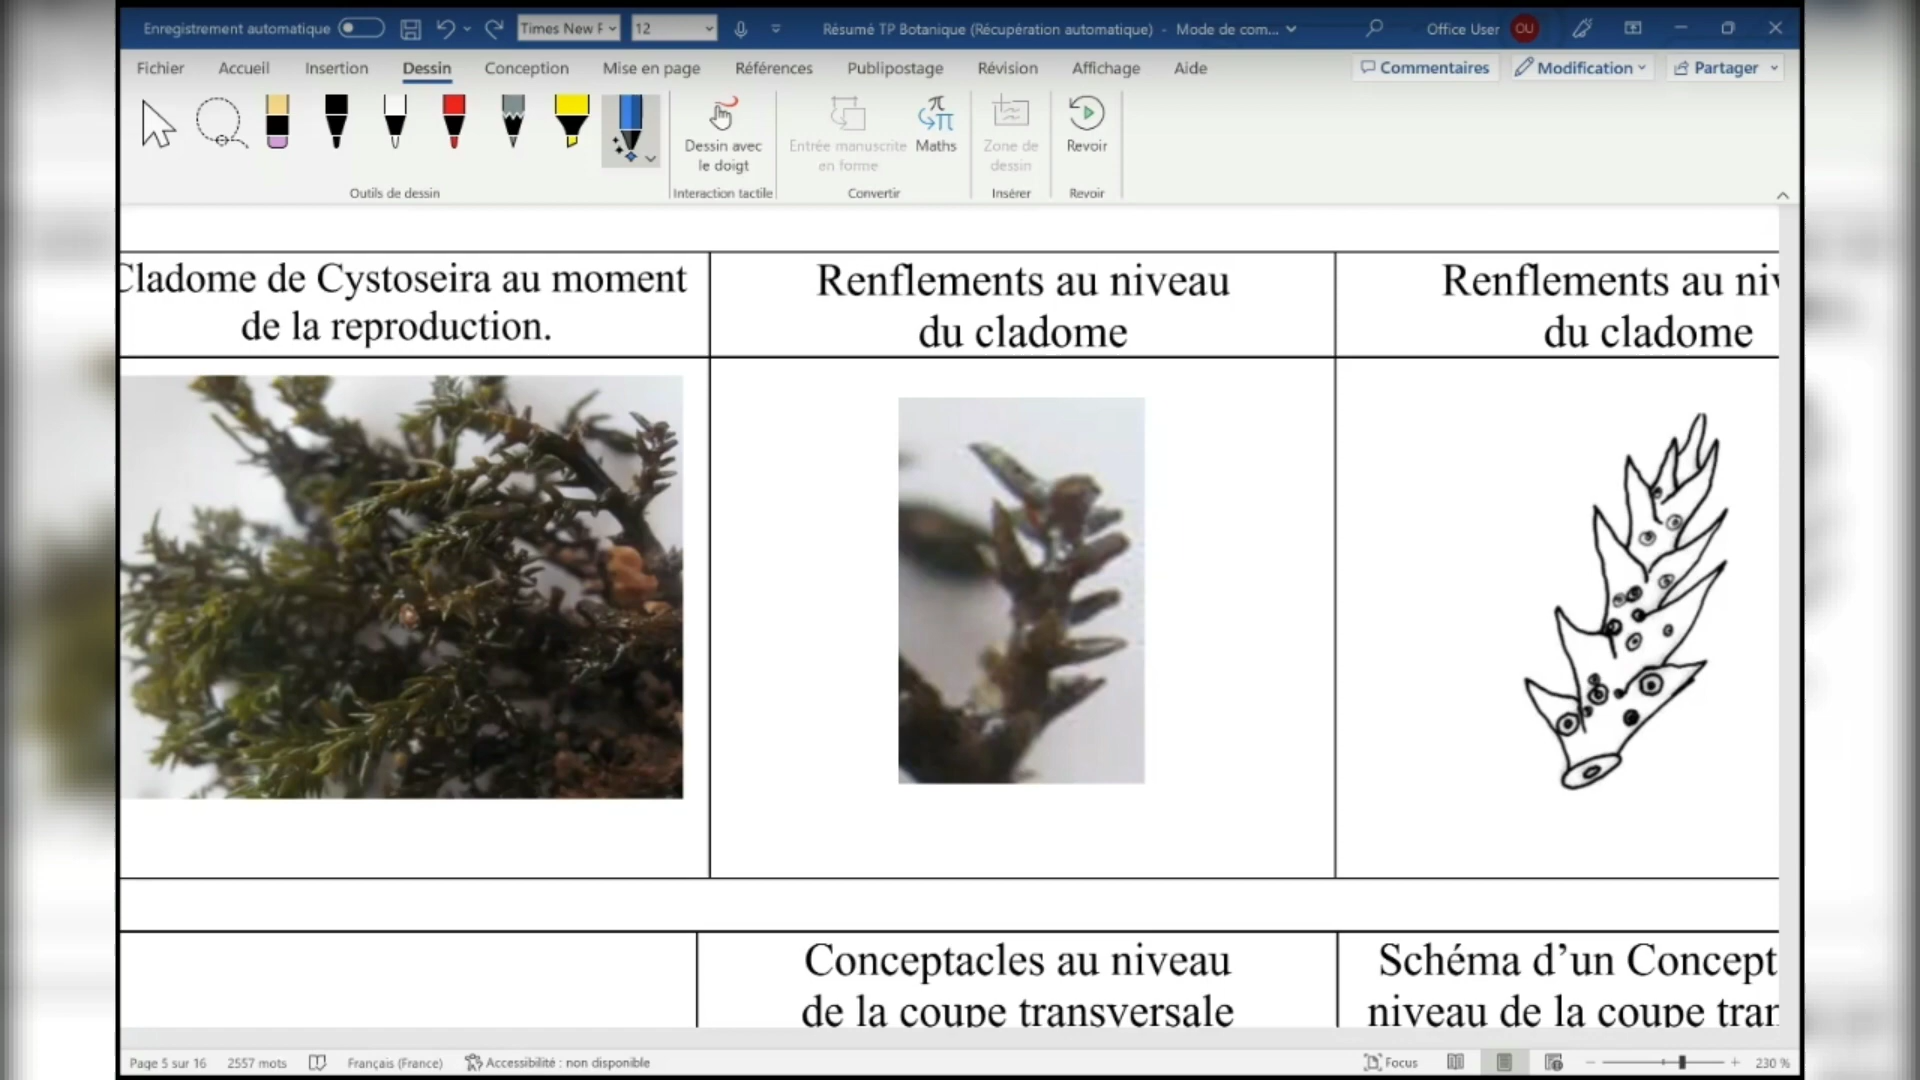 Enregistrement automatique Times New F 12 Résumé TP Botanique (Récupération automatique) - Mode de com... Office User OU
Fichier Accueil Insertion Dessin Conception Mise en page Références Publipostage Révision Affichage Aide Commentaires Modification Partager
Dessin avec Entrée manuscrite Maths Zone de Revoir
le doigt en forme dessin
Outils de dessin Interaction tactile Convertir Insérer Revoir
Cladome de Cystoseira au moment
de la reproduction.
Renflements au niveau
du cladome
Renflements au niv
du cladome
Conceptacles au niveau
de la coupe transversale
Schéma d’un Concept
niveau de la coupe tran
Page 5 sur 16 2557 mots Français (France) Accessibilité : non disponible Focus 230 %